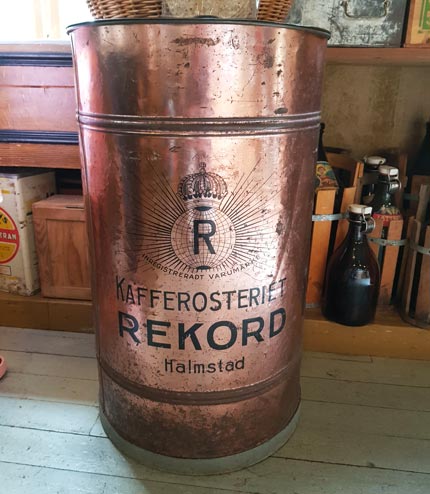 R
INREGISTRERADT VARUMÄRKE
KAFFEROSTERIET
REKORD
Halmstad